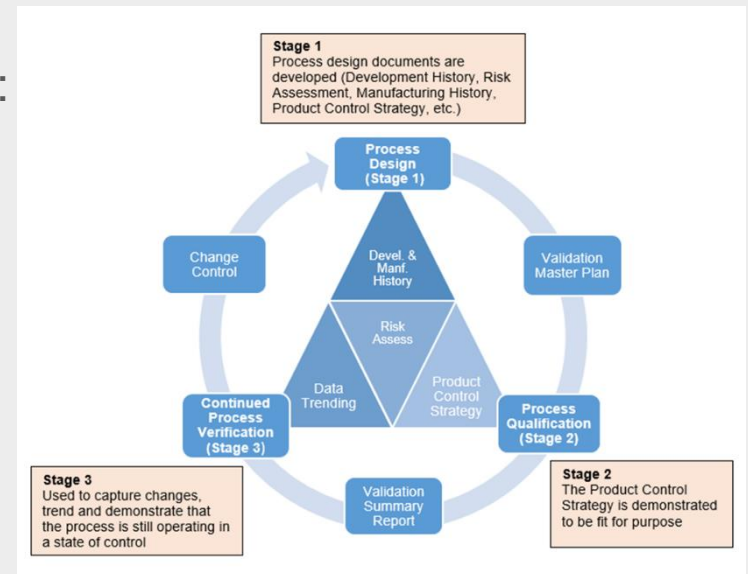 Stage 1
Process design documents are
developed (Development History, Risk
Assessment, Manufacturing History,
Product Control Strategy, etc.)
Process
Design
(Stage 1)
Change
Control
Devel. &
Manf.
History
Validation
Master Plan
Risk
Assess
Data
Trending
Product
Control
Strategy
Continued
Process
Verification
(Stage 3)
Process
Qualification
(Stage 2)
Stage 3
Used to capture changes,
trend and demonstrate that
the process is still operating in
a state of control
Validation
Summary
Report
Stage 2
The Product Control
Strategy is demonstrated
to be fit for purpose